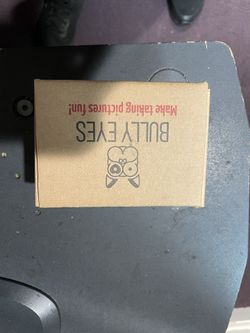 BULLY EYES
Make taking pictures fun!